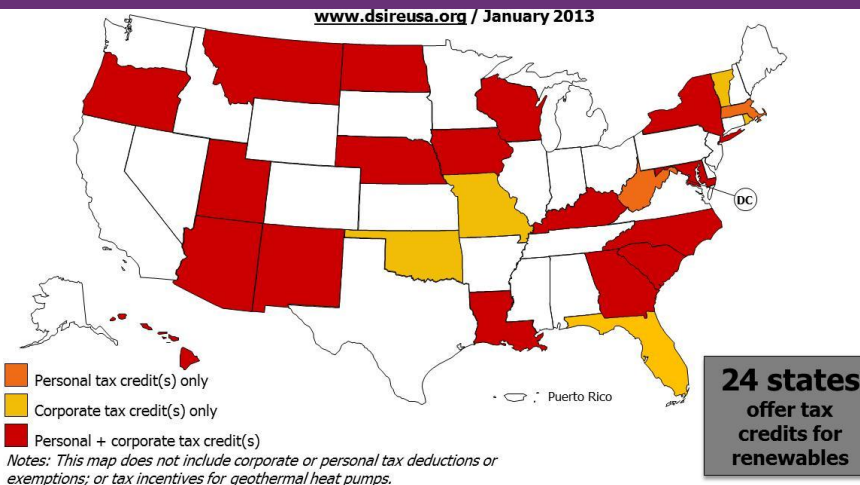 www.dsireusa.org / January 2013
DC
Puerto Rico
Personal tax credit(s) only
Corporate tax credit(s) only
Personal + corporate tax credit(s)
Notes: This map does not include corporate or personal tax deductions or
exemptions; or tax incentives for geothermal heat pumps.
24 states
offer tax
credits for
renewables